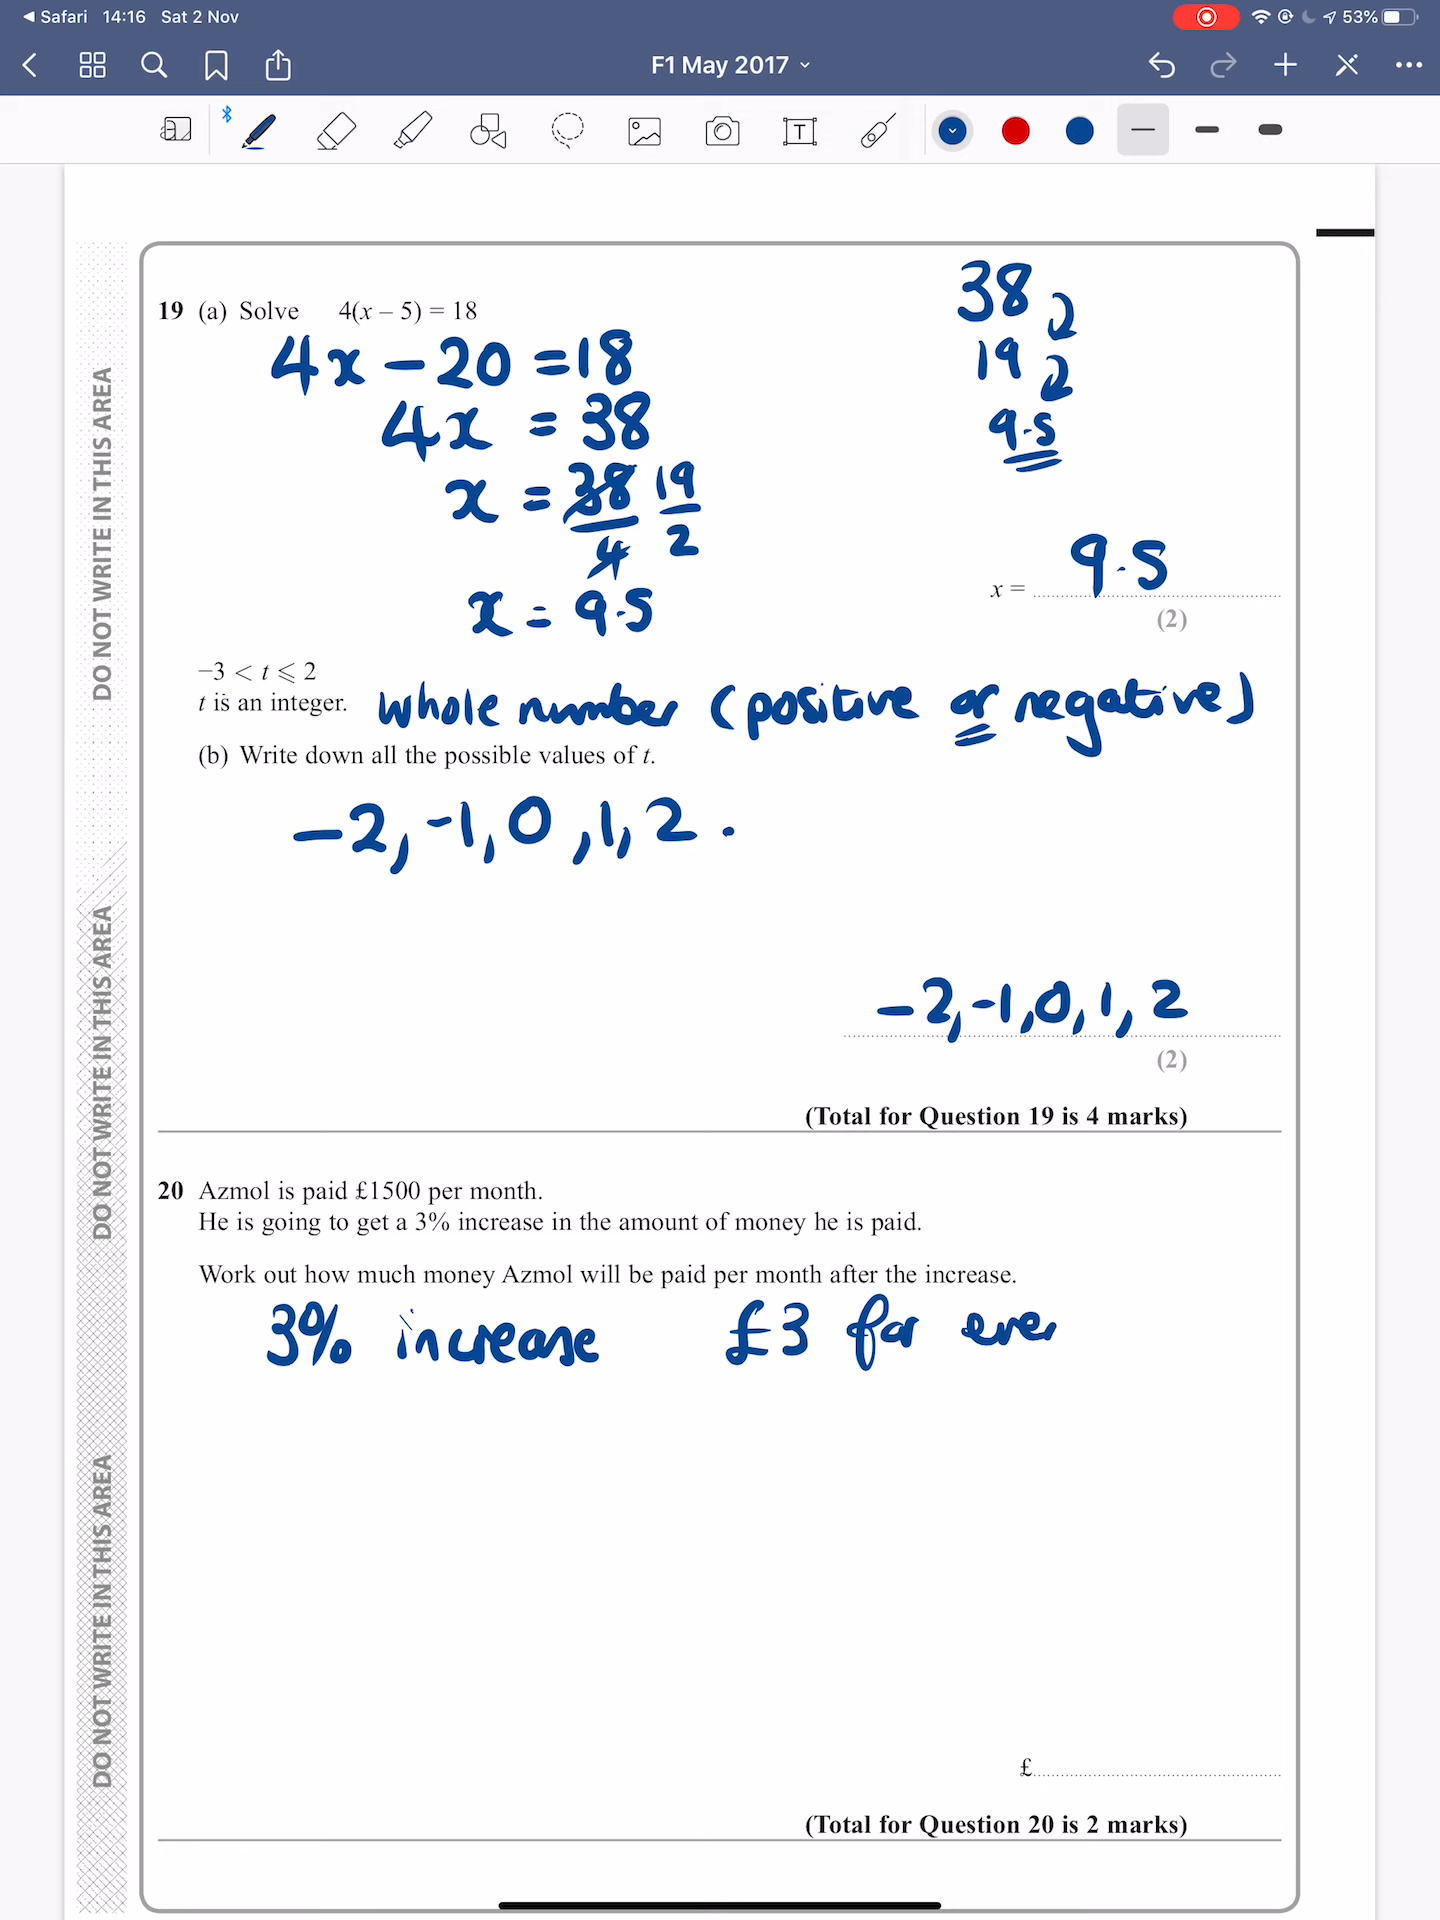 Safari 14:16 Sat 2 Nov 53%
F1 May 2017
T
DO NOT WRITE IN THIS AREA
DO NOT WRITE IN THIS AREA
DO NOT WRITE IN THIS AREA
19 (a) Solve 4(x – 5) = 18
4x - 20 = 18
4x = 38
x = 38/4 19/2
x = 9.5
38
2
19
2
9.5
x = 9.5
(2)
–3 < t ⩽ 2
t is an integer. whole number (positive or negative)
(b) Write down all the possible values of t.
-2, -1, 0, 1, 2.
-2, -1, 0, 1, 2
(2)
(Total for Question 19 is 4 marks)
20 Azmol is paid £1500 per month.
He is going to get a 3% increase in the amount of money he is paid.
Work out how much money Azmol will be paid per month after the increase.
3% increase £3 for ever
£
(Total for Question 20 is 2 marks)